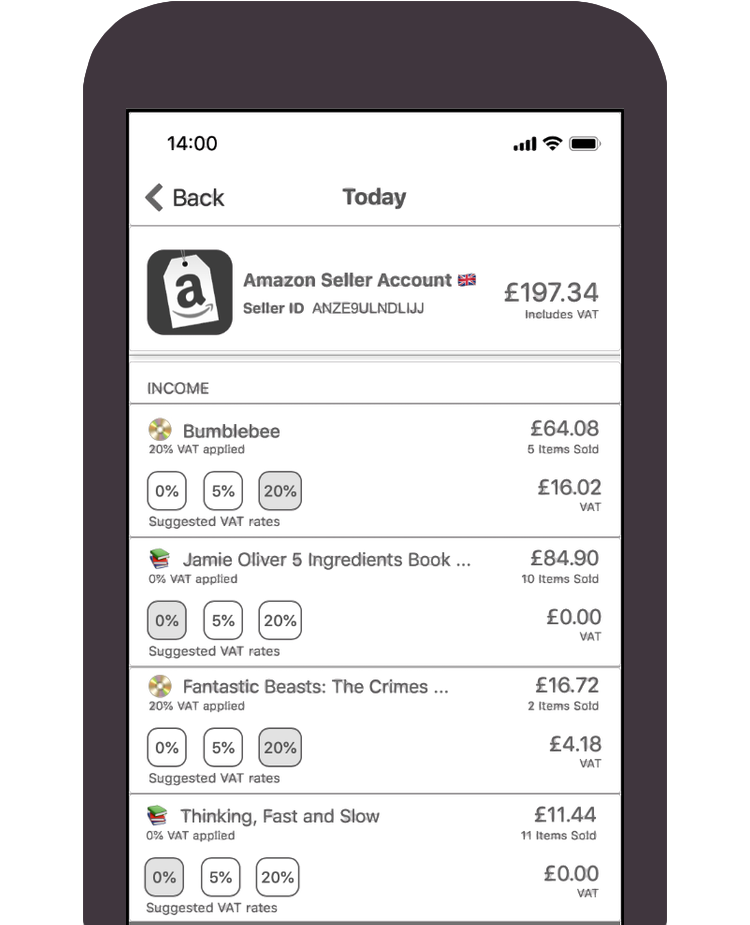 14:00
Back
Today
Amazon Seller Account
£197.34
Seller ID ANZE9ULNDLIJJ
Includes VAT
INCOME
Bumblebee
£64.08
20% VAT applied
5 Items Sold
0% 5% 20%
£16.02
VAT
Suggested VAT rates
Jamie Oliver 5 Ingredients Book ...
£84.90
0% VAT applied
10 Items Sold
0% 5% 20%
£0.00
VAT
Suggested VAT rates
Fantastic Beasts: The Crimes ...
£16.72
20% VAT applied
2 Items Sold
0% 5% 20%
£4.18
VAT
Suggested VAT rates
Thinking, Fast and Slow
£11.44
0% VAT applied
11 Items Sold
0% 5% 20%
£0.00
VAT
Suggested VAT rates